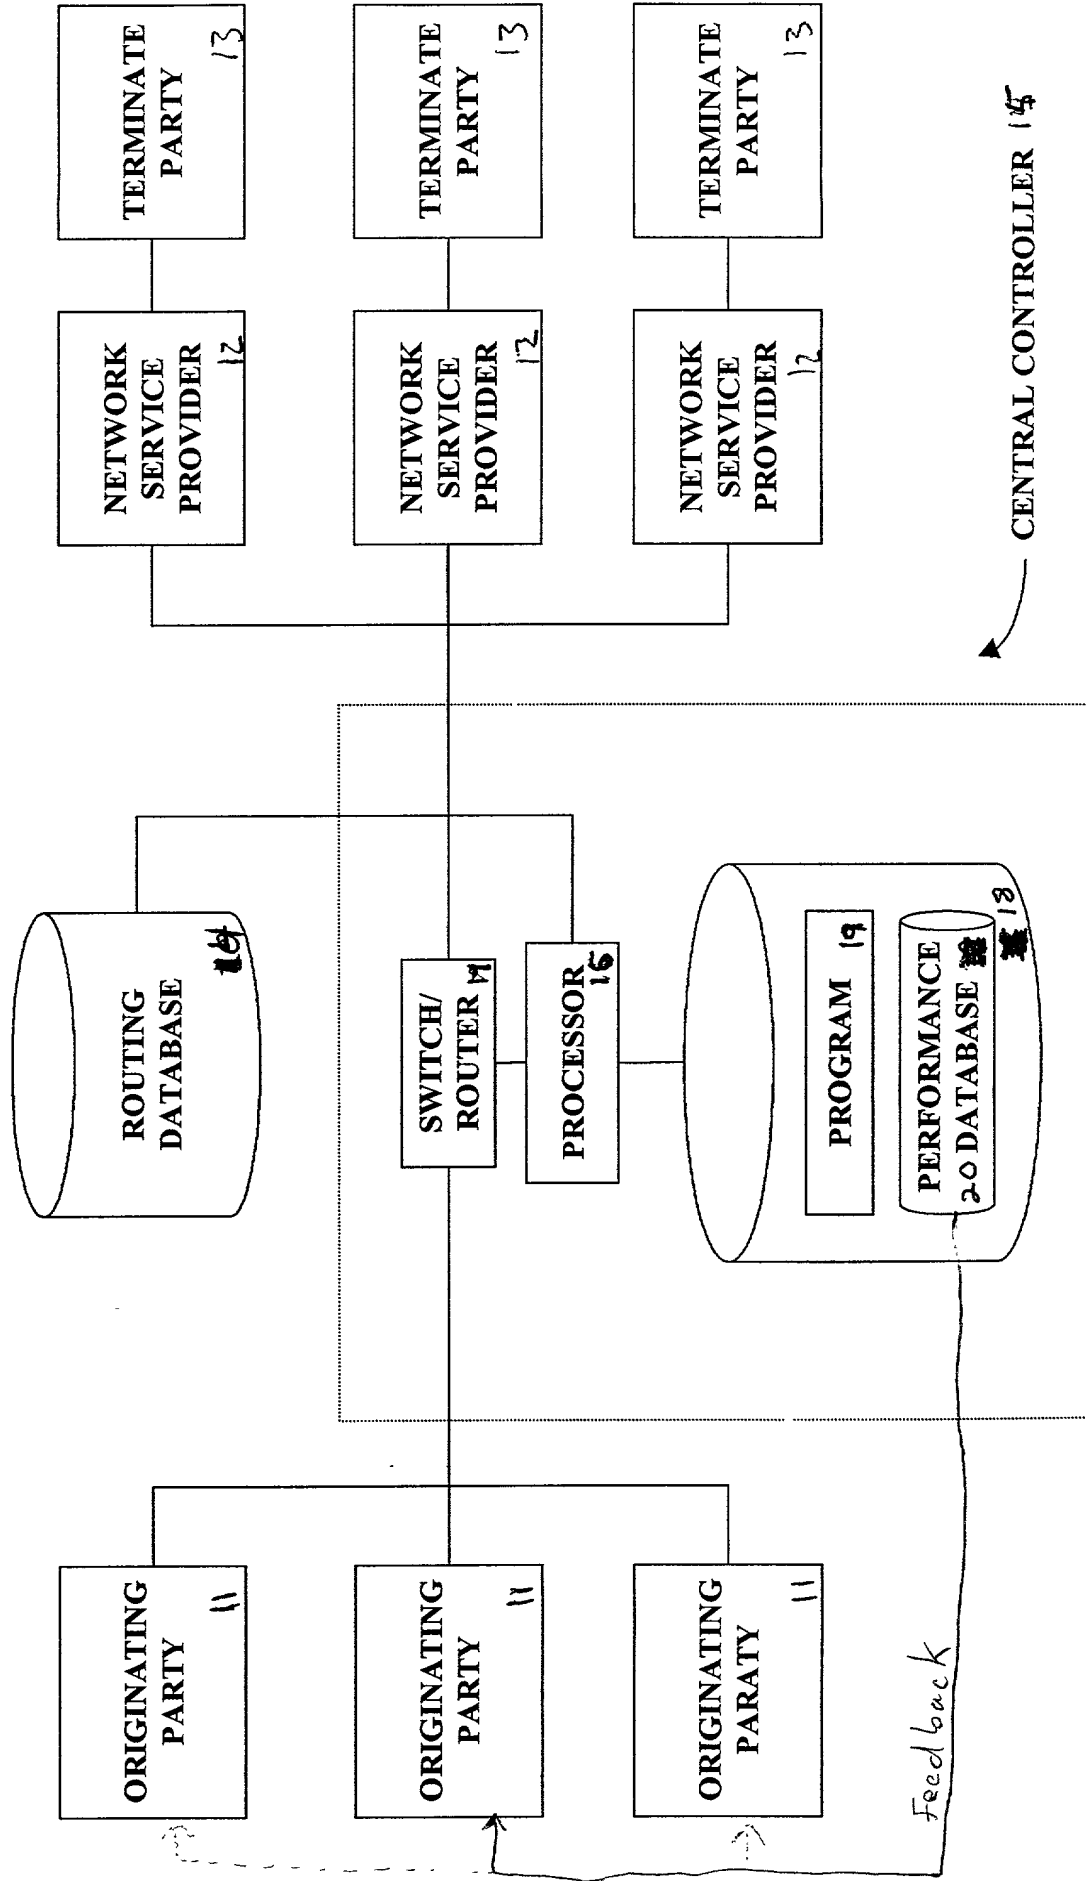 TERMINATE
PARTY
13
TERMINATE
PARTY
13
TERMINATE
PARTY
13
NETWORK
SERVICE
PROVIDER
12
NETWORK
SERVICE
PROVIDER
12
NETWORK
SERVICE
PROVIDER
12
CENTRAL CONTROLLER 15
ROUTING
DATABASE
14
SWITCH/
ROUTER
PROCESSOR
16
PROGRAM 19
PERFORMANCE
20 DATABASE
18
ORIGINATING
PARTY
11
ORIGINATING
PARTY
11
ORIGINATING
PARATY
11
Feedback